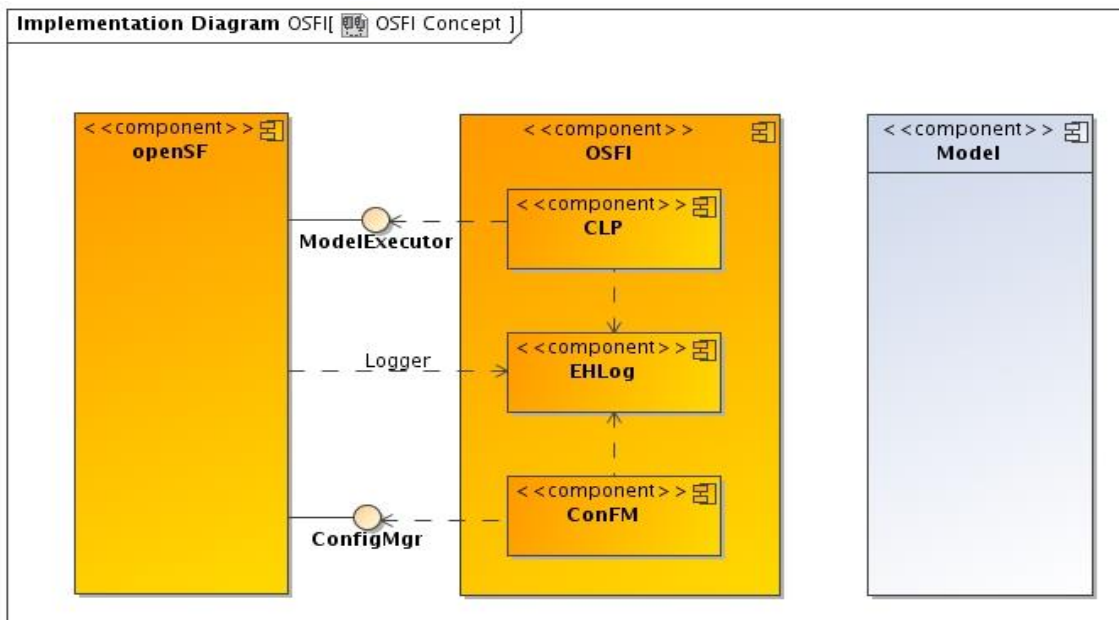 Implementation Diagram OSFI[ OSFI Concept ]
< <component> >
openSF
< <component> >
OSFI
< <component> >
Model
< <component> >
CLP
ModelExecutor
Logger
< <component> >
EHLog
< <component> >
ConFM
ConfigMgr